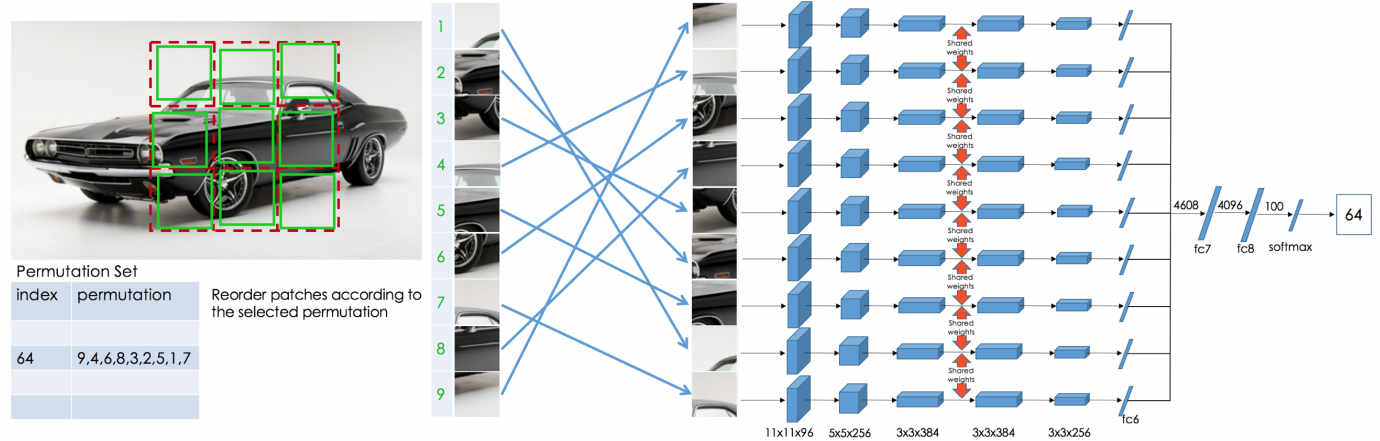 Permutation Set
index permutation
64 9,4,6,8,3,2,5,1,7
Reorder patches according to
the selected permutation
1
2
3
4
5
6
7
8
9
Shared
weights
Shared
weights
Shared
weights
Shared
weights
Shared
weights
Shared
weights
Shared
weights
Shared
weights
11x11x96 5x5x256 3x3x384 3x3x384 3x3x256
fc6
4608 4096 100
fc7 fc8 softmax
64